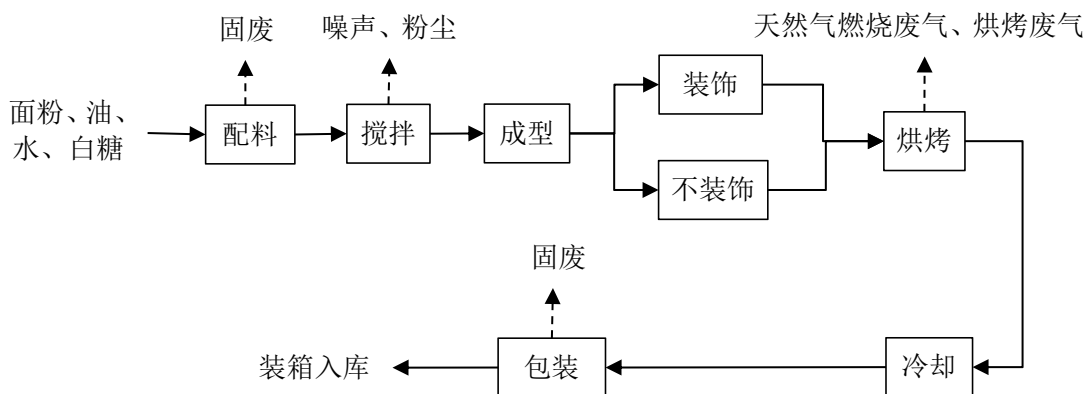 固废
噪声、粉尘
天然气燃烧废气、烘烤废气
面粉、油、
水、白糖
配料
搅拌
成型
装饰
不装饰
烘烤
固废
装箱入库
包装
冷却